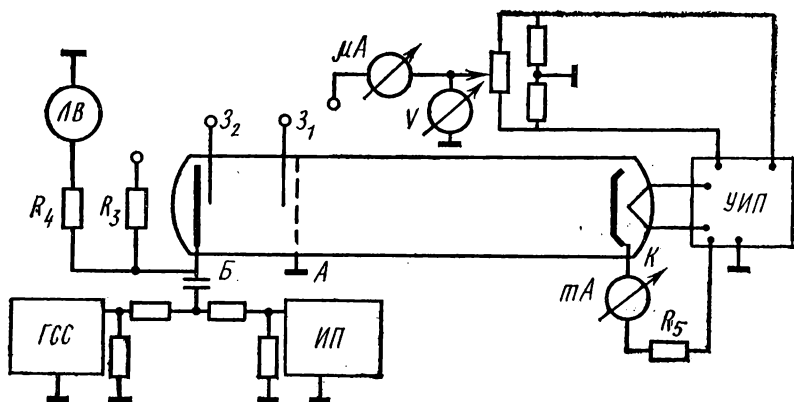 μA
ЛВ
З₂
З₁
V
R₄
R₃
УИП
Б
А
К
mA
R₅
ГСС
ИП